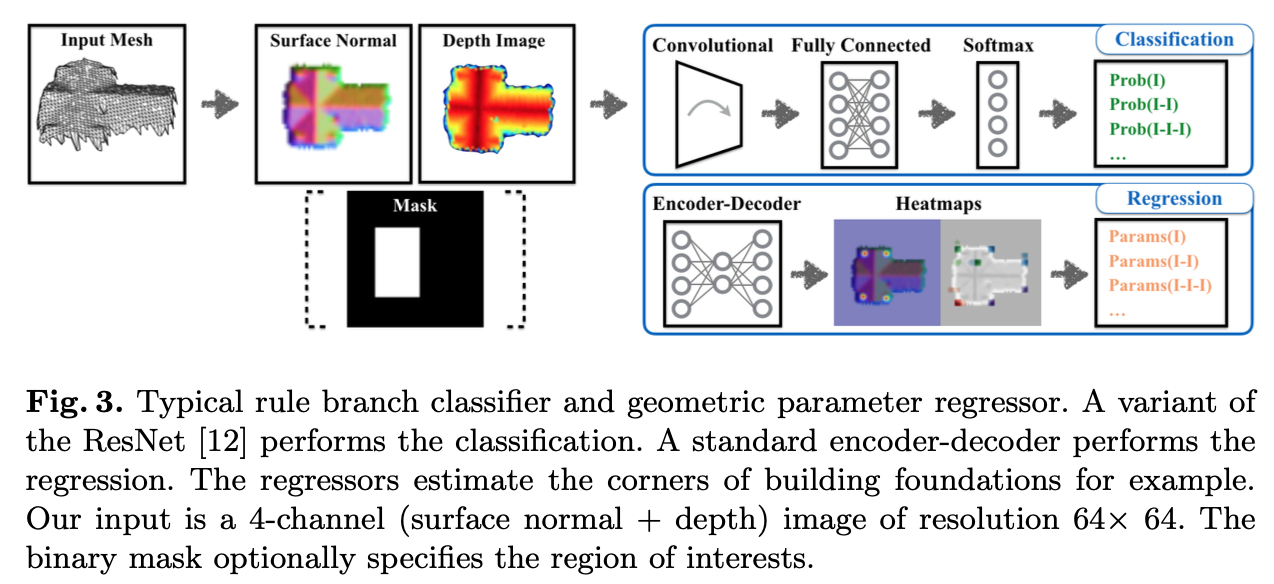 Input Mesh
Surface Normal
Depth Image
Mask
Convolutional
Fully Connected
Softmax
Classification
Prob(I)
Prob(I-I)
Prob(I-I-I)
...
Encoder-Decoder
Heatmaps
Regression
Params(I)
Params(I-I)
Params(I-I-I)
...
Fig. 3. Typical rule branch classifier and geometric parameter regressor. A variant of
the ResNet [12] performs the classification. A standard encoder-decoder performs the
regression. The regressors estimate the corners of building foundations for example.
Our input is a 4-channel (surface normal + depth) image of resolution 64× 64. The
binary mask optionally specifies the region of interests.